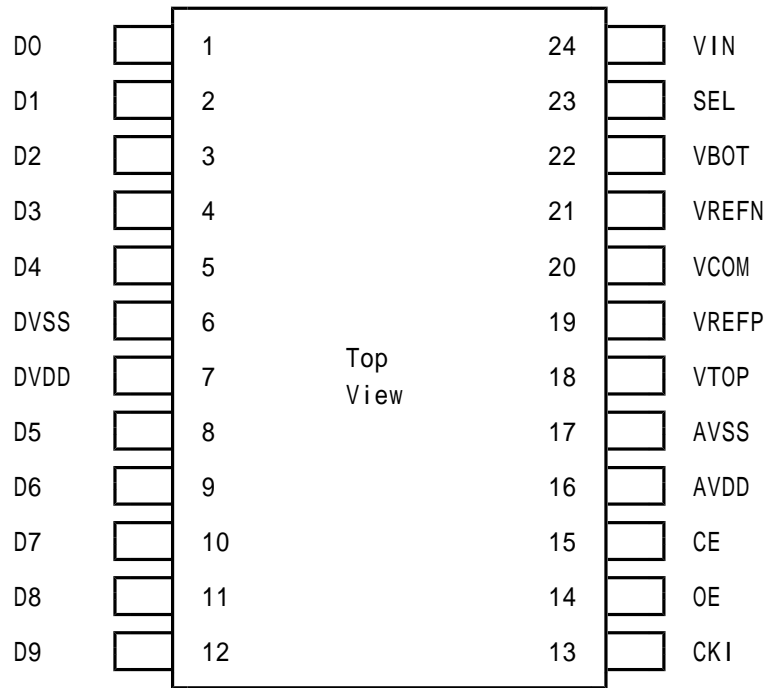 D0 1 24 VIN
D1 2 23 SEL
D2 3 22 VBOT
D3 4 21 VREFN
D4 5 20 VCOM
DVSS 6 19 VREFP
Top
DVDD 7 18 VTOP
View
D5 8 17 AVSS
D6 9 16 AVDD
D7 10 15 CE
D8 11 14 OE
D9 12 13 CKI